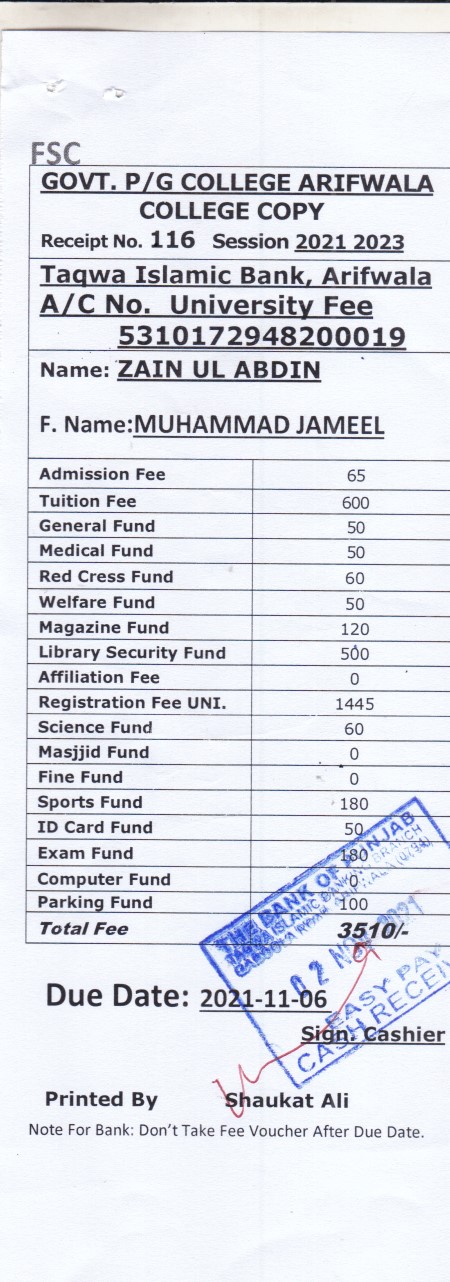 FSC
GOVT. P/G COLLEGE ARIFWALA
COLLEGE COPY
Receipt No. 116 Session 2021 2023
Taqwa Islamic Bank, Arifwala
A/C No. University Fee
5310172948200019
Name: ZAIN UL ABDIN
F. Name:MUHAMMAD JAMEEL
Admission Fee 65
Tuition Fee 600
General Fund 50
Medical Fund 50
Red Cress Fund 60
Welfare Fund 50
Magazine Fund 120
Library Security Fund 500
Affiliation Fee 0
Registration Fee UNI. 1445
Science Fund 60
Masjjid Fund 0
Fine Fund 0
Sports Fund 180
ID Card Fund 50
Exam Fund 180
Computer Fund 0
Parking Fund 100
Total Fee 3510/-
THE BANK OF PUNJAB
TAQWA ISLAMIC BANKING BRANCH
02 NOV 2021
EASY PAY
CASH RECEIV
Due Date: 2021-11-06
Sign. Cashier
Printed By Shaukat Ali
Note For Bank: Don't Take Fee Voucher After Due Date.